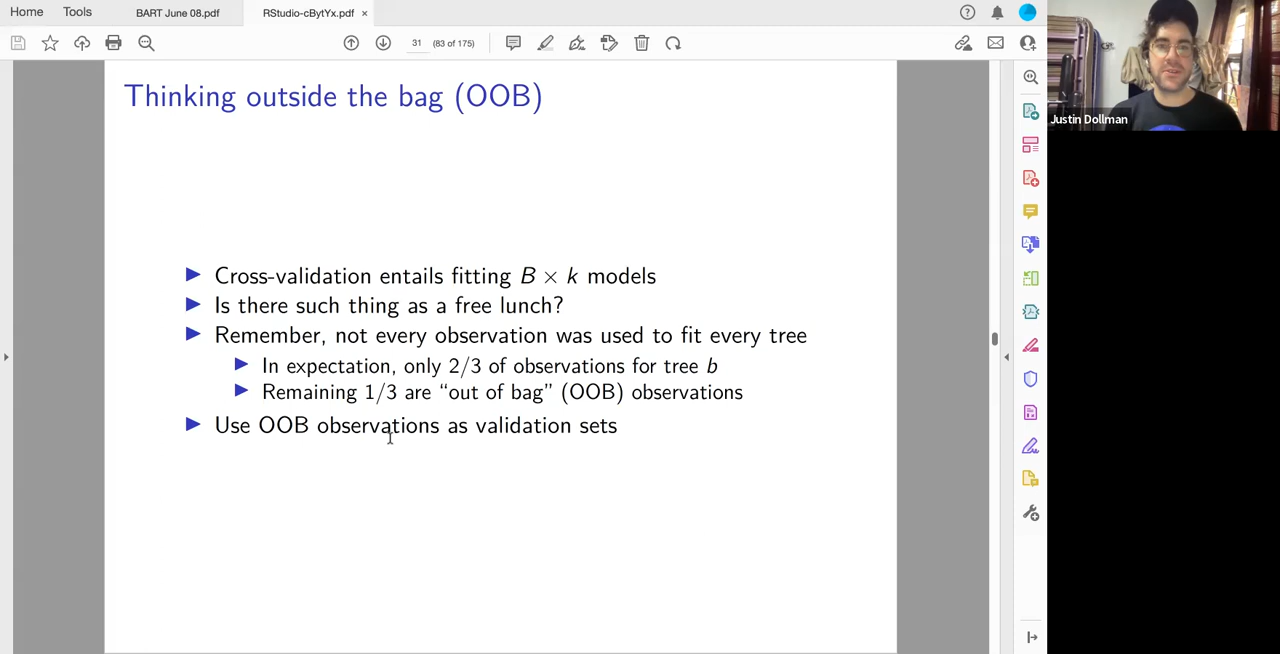 Home Tools BART June 08.pdf RStudio-cBytYx.pdf ×
31 (83 of 175)
Thinking outside the bag (OOB)
Cross-validation entails fitting B × k models
Is there such thing as a free lunch?
Remember, not every observation was used to fit every tree
In expectation, only 2/3 of observations for tree b
Remaining 1/3 are “out of bag” (OOB) observations
Use OOB observations as validation sets
Justin Dollman